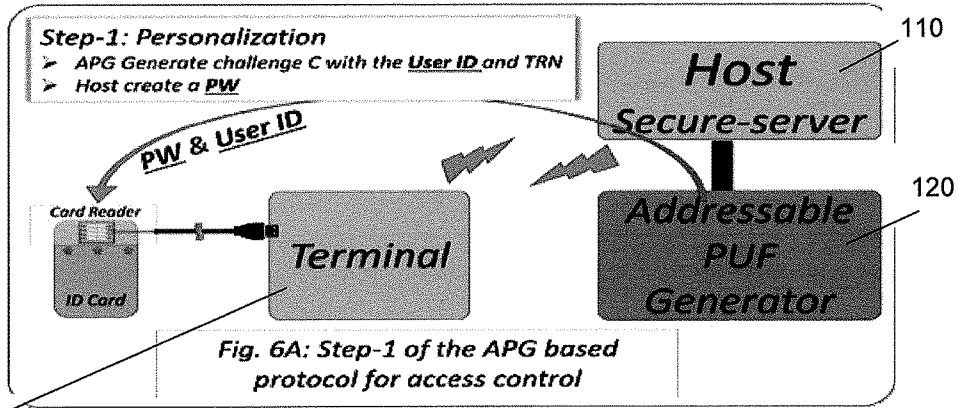 Step-1: Personalization
➢ APG Generate challenge C with the User ID and TRN
➢ Host create a PW
110
Host
Secure-server
PW & User ID
120
Card Reader
ID Card
Terminal
Addressable
PUF
Generator
Fig. 6A: Step-1 of the APG based
protocol for access control